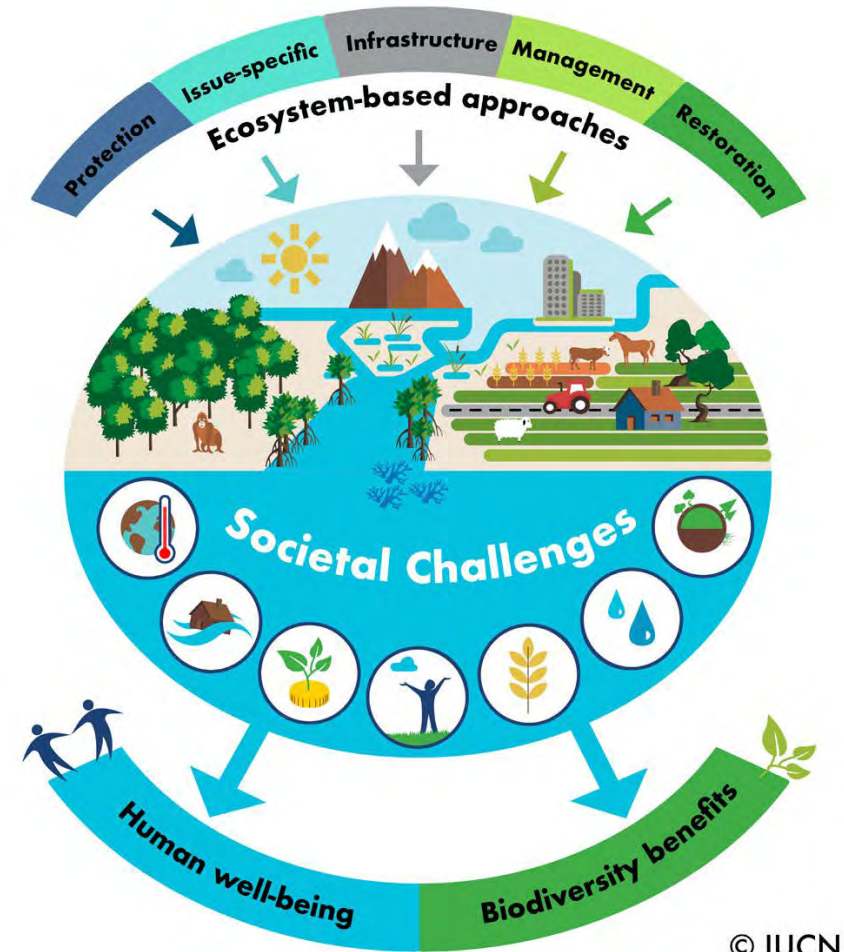 Protection
Issue-specific
Infrastructure
Management
Restoration
Ecosystem-based approaches
Societal Challenges
Human well-being
Biodiversity benefits
© IUCN